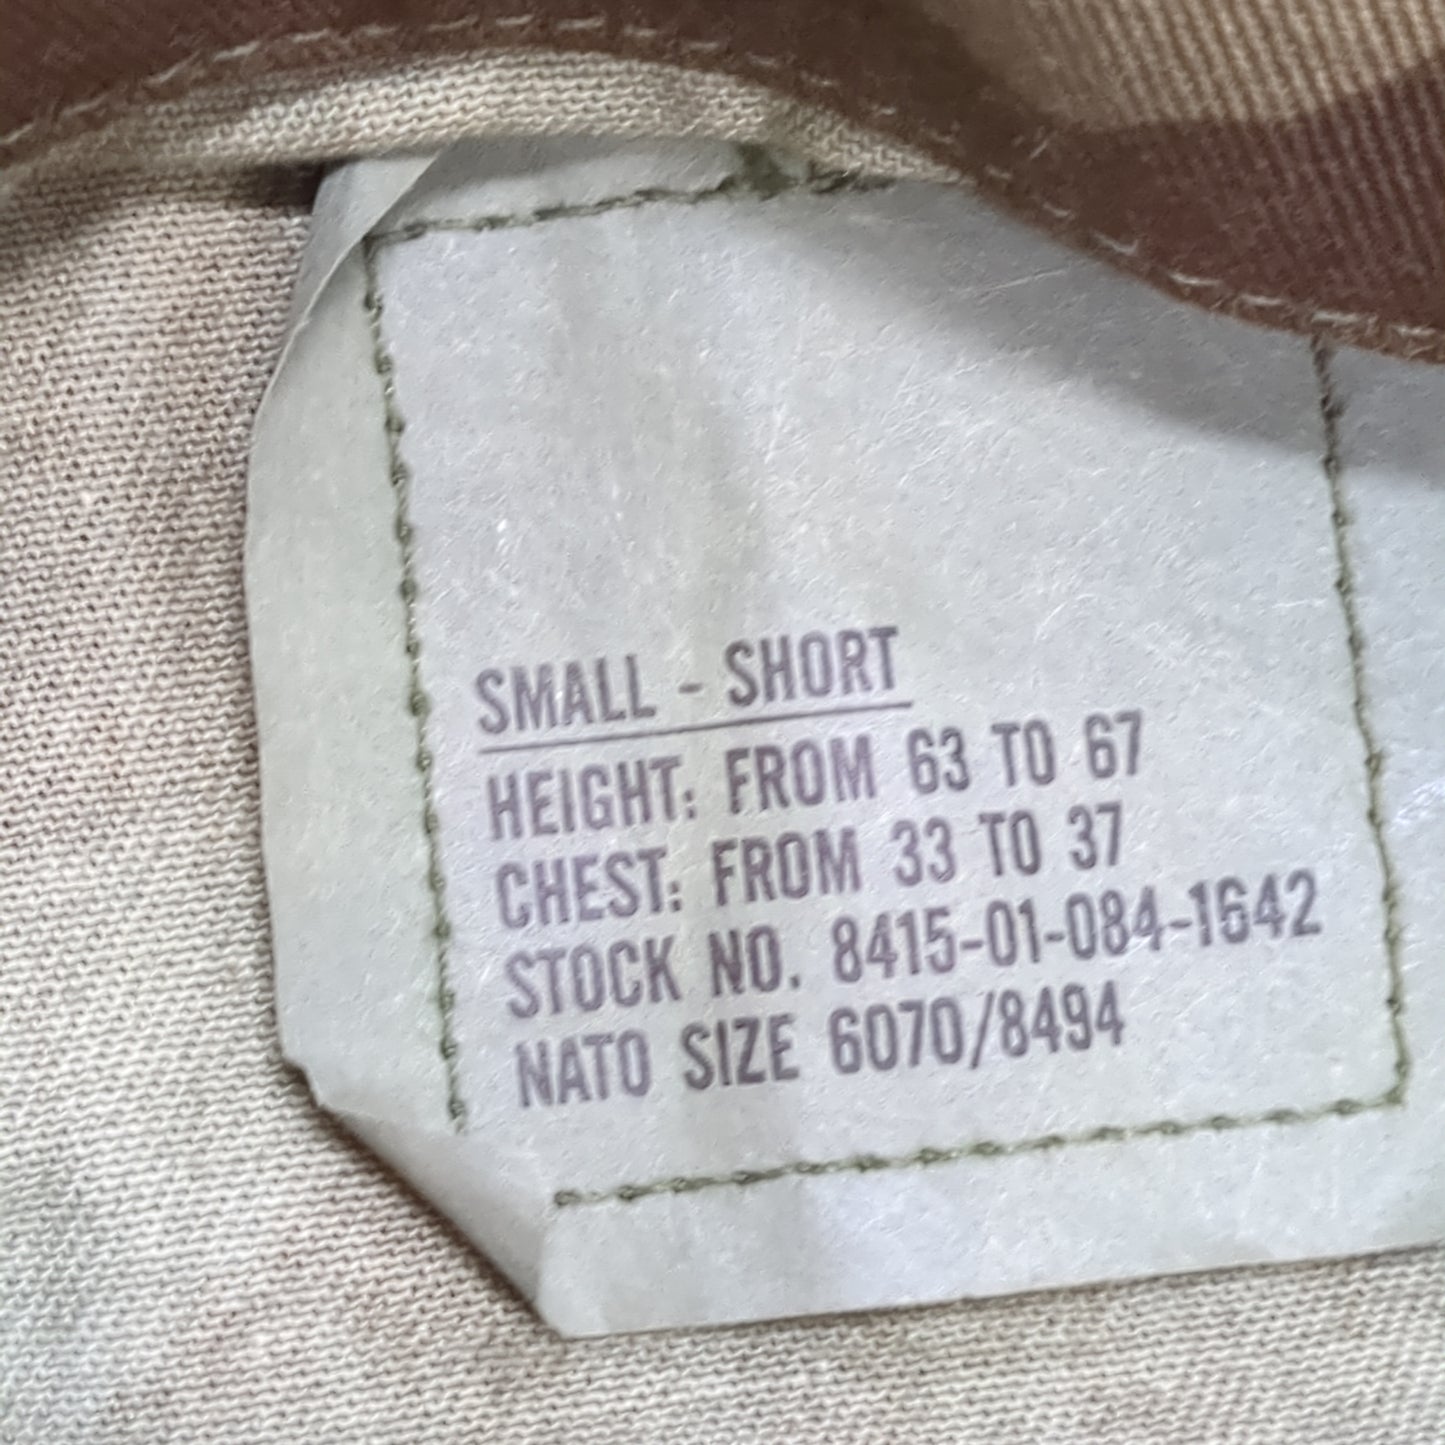 SMALL - SHORT
HEIGHT: FROM 63 TO 67
CHEST: FROM 33 TO 37
STOCK NO. 8415-01-084-1642
NATO SIZE 6070/8494